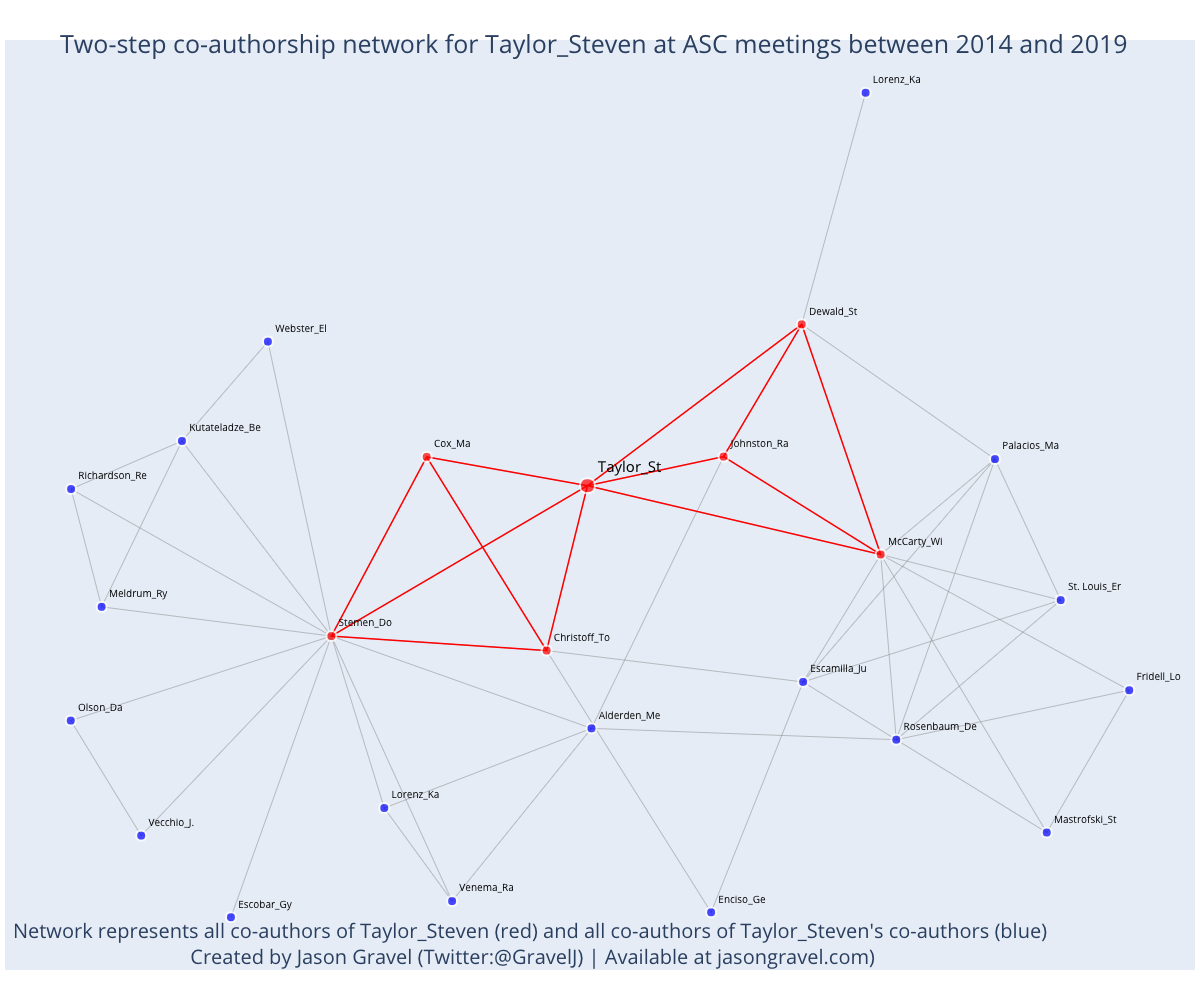 Two-step co-authorship network for Taylor_Steven at ASC meetings between 2014 and 2019
Lorenz_Ka
Dewald_St
Webster_El
Kutateladze_Be
Cox_Ma
Johnston_Ra
Palacios_Ma
Taylor_St
Richardson_Re
McCarty_Wi
St. Louis_Er
Meldrum_Ry
Stemen_Do
Christoff_To
Escamilla_Ju
Fridell_Lo
Olson_Da
Alderden_Me
Rosenbaum_De
Lorenz_Ka
Vecchio_J.
Mastrofski_St
Venema_Ra
Enciso_Ge
Escobar_Gy
Network represents all co-authors of Taylor_Steven (red) and all co-authors of Taylor_Steven's co-authors (blue)
Created by Jason Gravel (Twitter:@GravelJ) | Available at jasongravel.com)